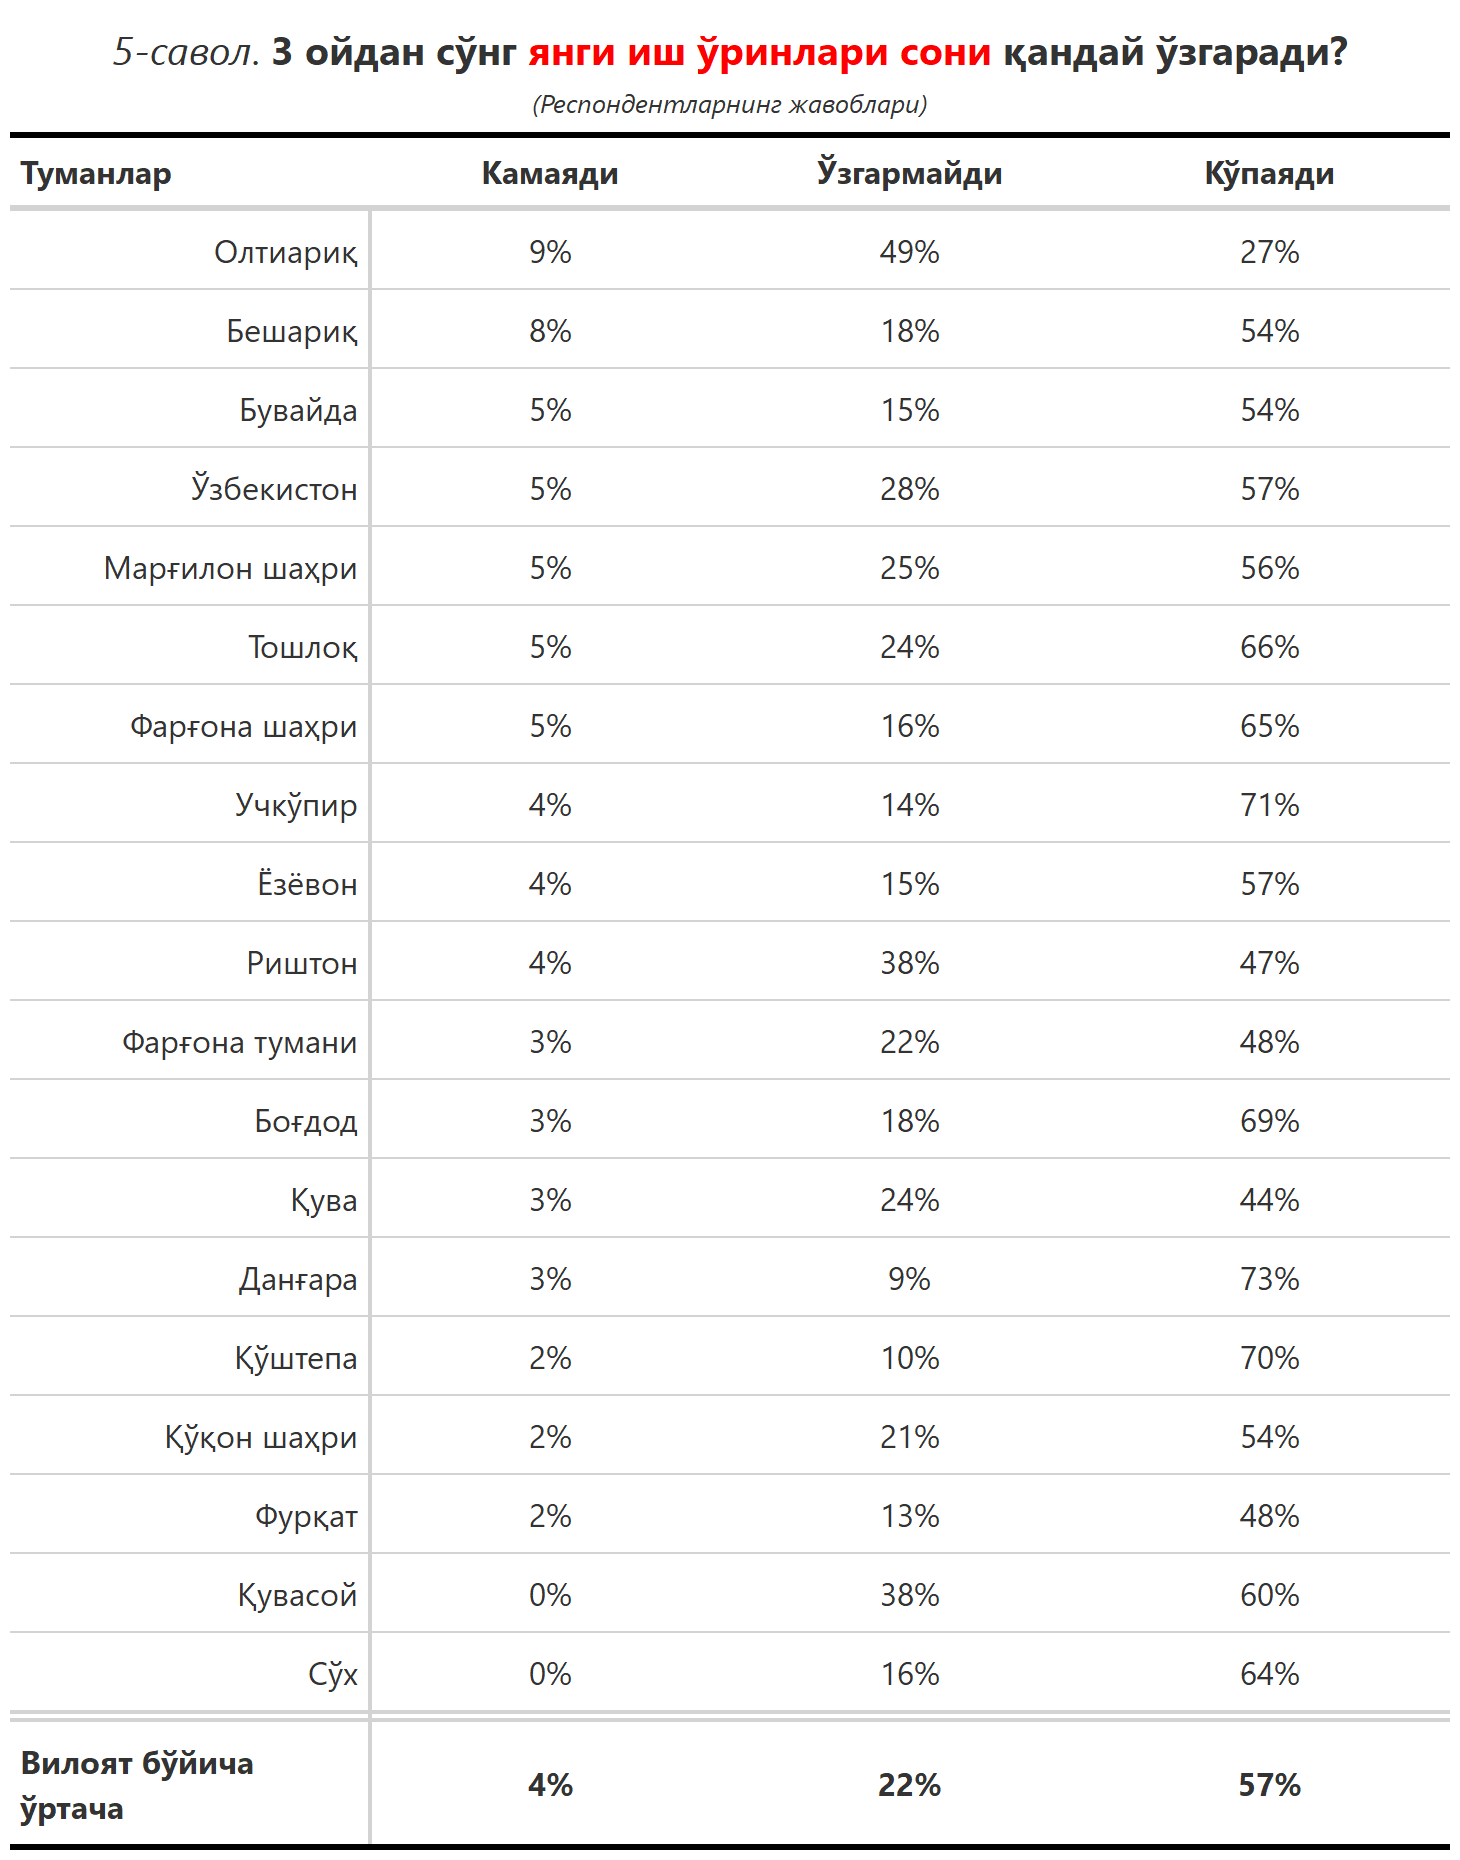 5-савол. 3 ойдан сўнг янги иш ўринлари сони қандай ўзгаради?
(Респондентларнинг жавоблари)
Туманлар Камаяди Ўзгармайди Кўпаяди
Олтиариқ 9% 49% 27%
Бешариқ 8% 18% 54%
Бувайда 5% 15% 54%
Ўзбекистон 5% 28% 57%
Марғилон шаҳри 5% 25% 56%
Тошлоқ 5% 24% 66%
Фарғона шаҳри 5% 16% 65%
Учкўпир 4% 14% 71%
Ёзёвон 4% 15% 57%
Риштон 4% 38% 47%
Фарғона тумани 3% 22% 48%
Боғдод 3% 18% 69%
Қува 3% 24% 44%
Данғара 3% 9% 73%
Қўштепа 2% 10% 70%
Қўқон шаҳри 2% 21% 54%
Фурқат 2% 13% 48%
Қувасой 0% 38% 60%
Сўх 0% 16% 64%
Вилоят бўйича
ўртача 4% 22% 57%